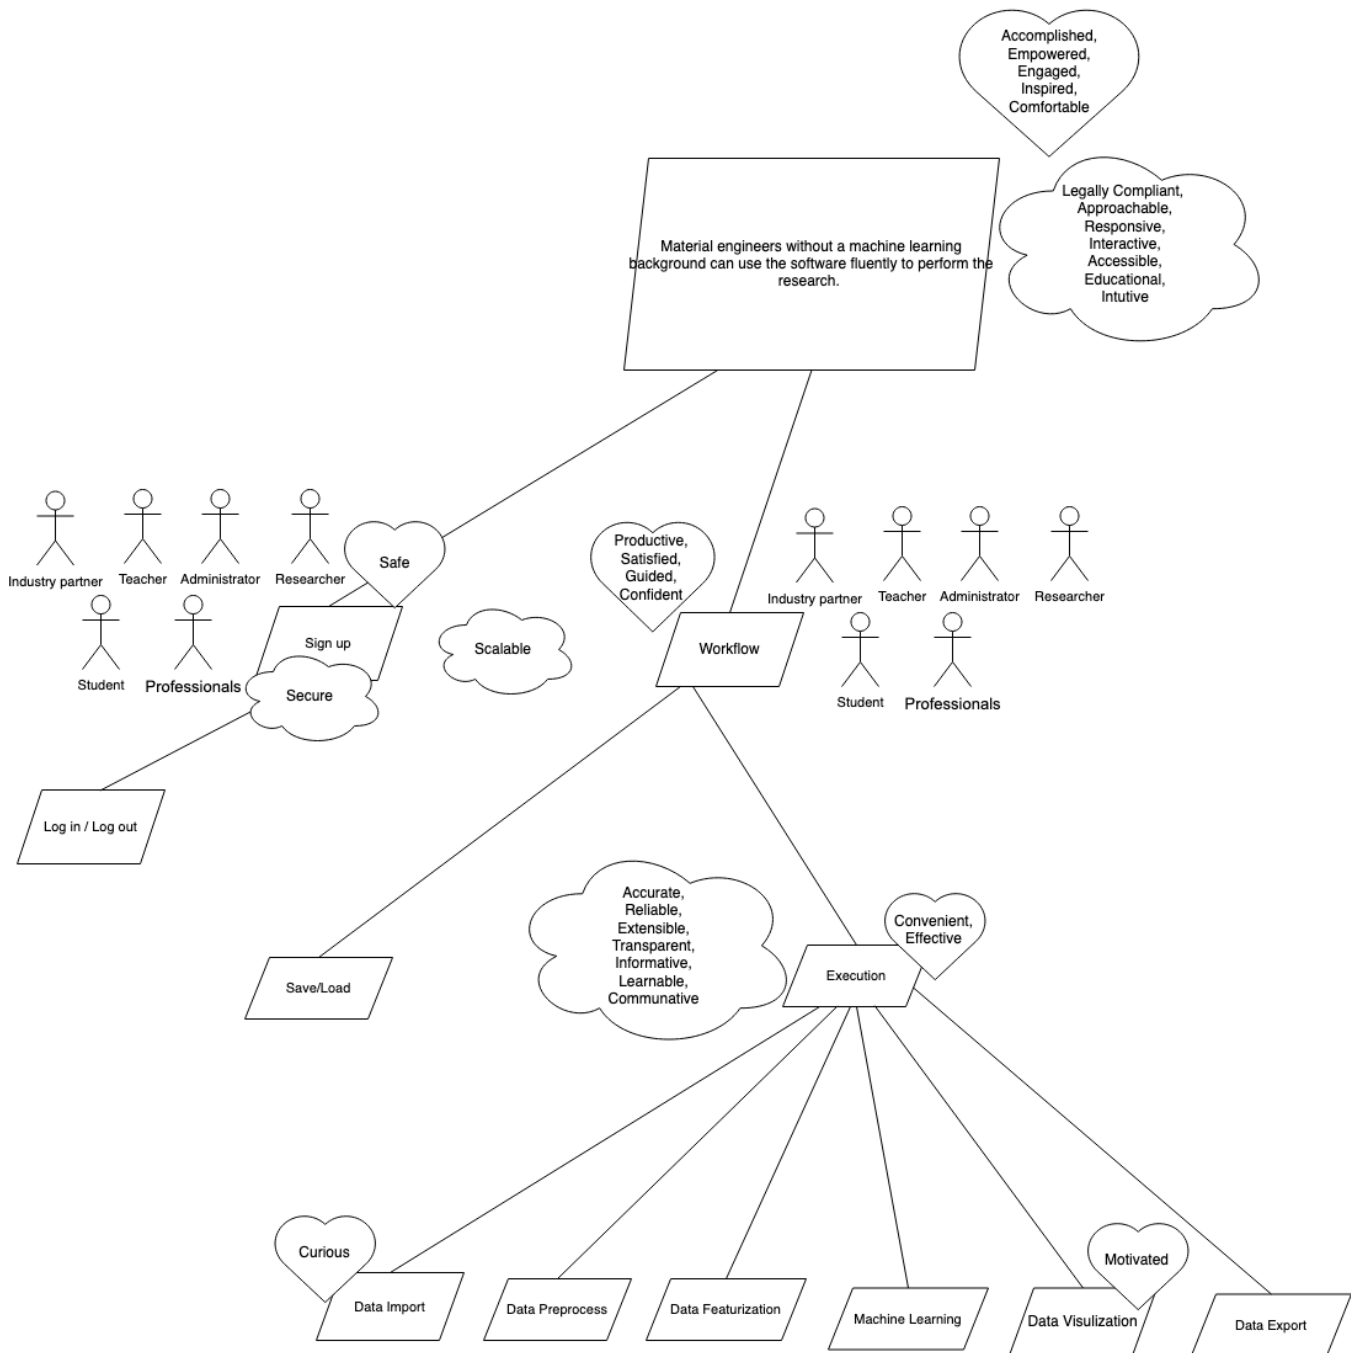 Accomplished,
Empowered,
Engaged,
Inspired,
Comfortable
Legally Compliant,
Approachable,
Responsive,
Interactive,
Accessible,
Educational,
Intutive
Material engineers without a machine learning
background can use the software fluently to perform the
research.
Industry partner
Teacher
Administrator
Researcher
Safe
Student
Professionals
Sign up
Secure
Scalable
Productive,
Satisfied,
Guided,
Confident
Workflow
Industry partner
Teacher
Administrator
Researcher
Student
Professionals
Log in / Log out
Save/Load
Accurate,
Reliable,
Extensible,
Transparent,
Informative,
Learnable,
Communative
Execution
Convenient,
Effective
Curious
Data Import
Data Preprocess
Data Featurization
Machine Learning
Motivated
Data Visulization
Data Export